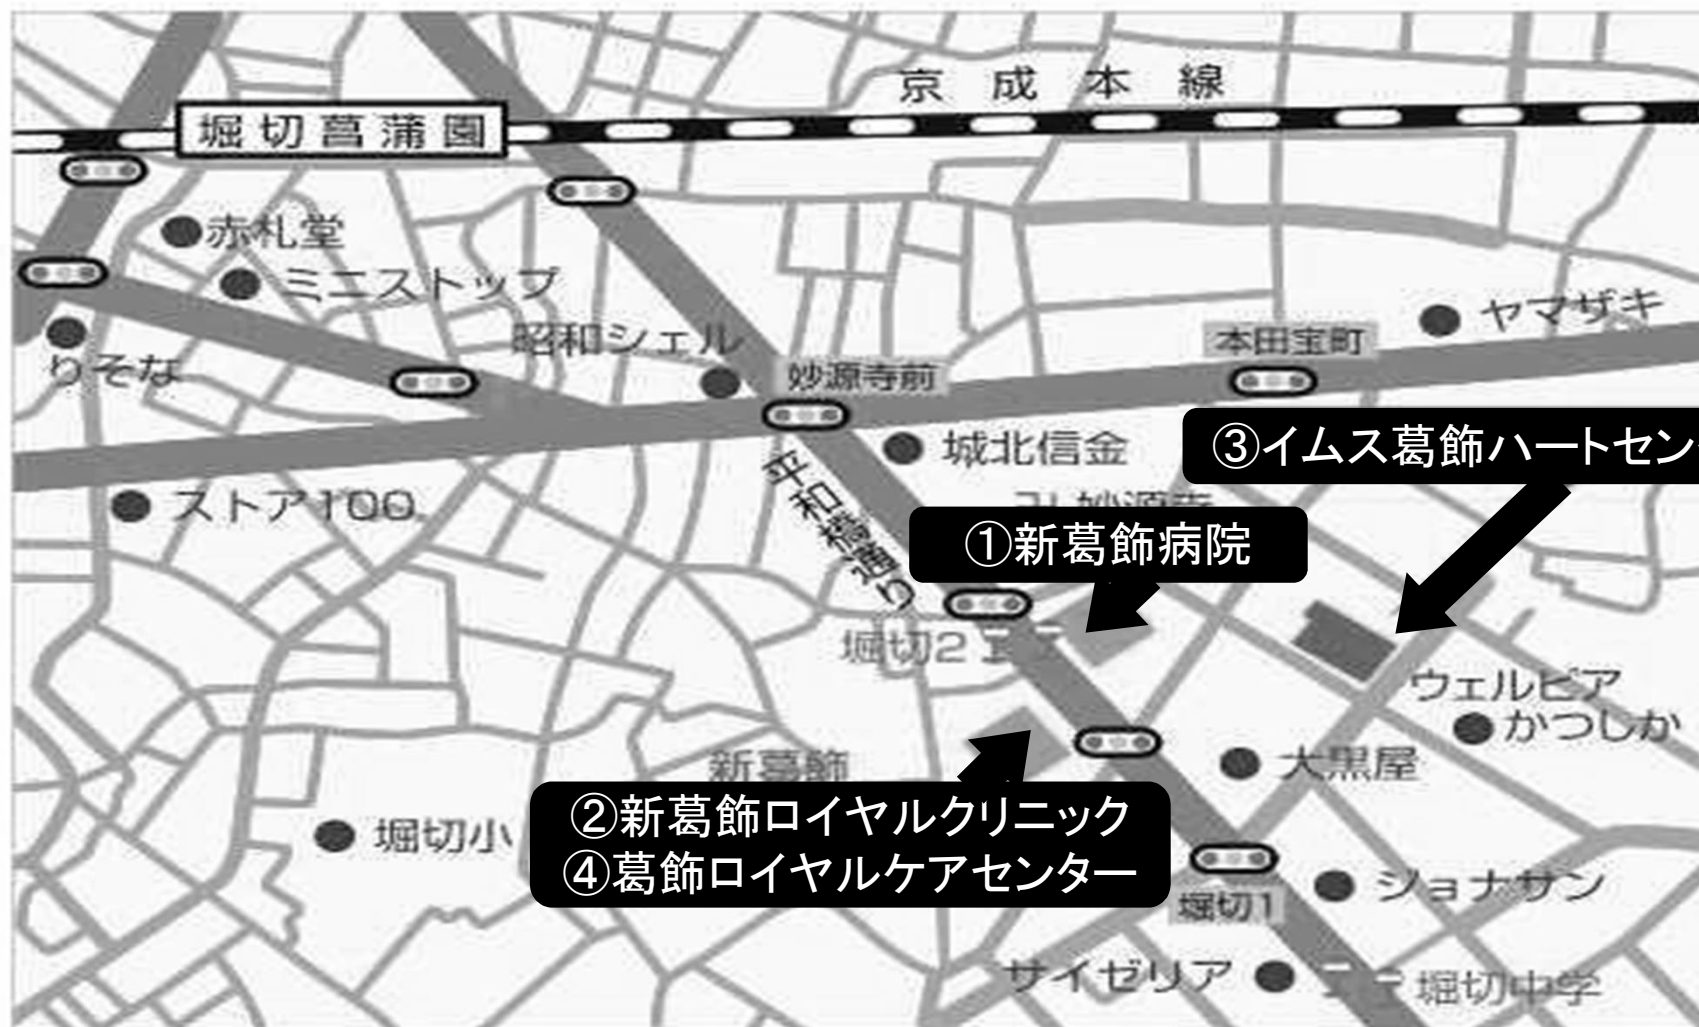 京成本線
堀切菖蒲園
赤札堂
ミニストップ
ヤマザキ
昭和シェル
本田宝町
りそな
妙源寺前
③イムス葛飾ハートセン
城北信金
ストア100
平和橋通り
妙源寺
①新葛飾病院
堀切2
ウェルピア
かつしか
新葛飾
大黒屋
②新葛飾ロイヤルクリニック
④葛飾ロイヤルケアセンター
堀切小
ジョナサン
堀切1
サイゼリア
堀切中学